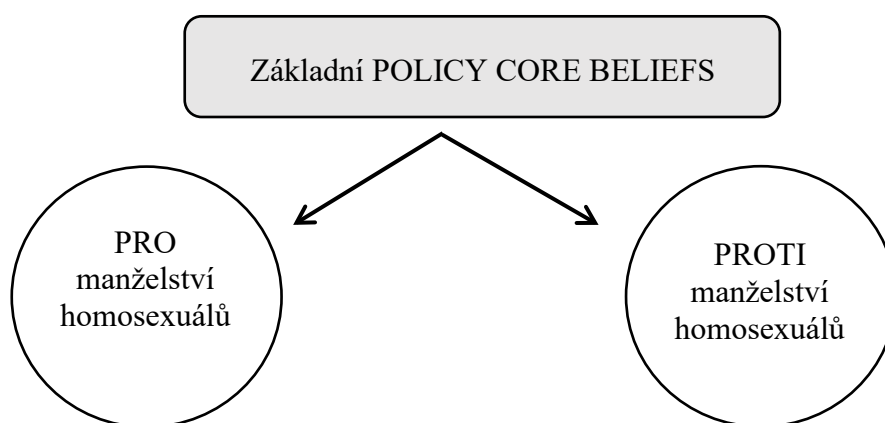 Základní POLICY CORE BELIEFS
PRO
manželství
homosexuálů
PROTI
manželství
homosexuálů